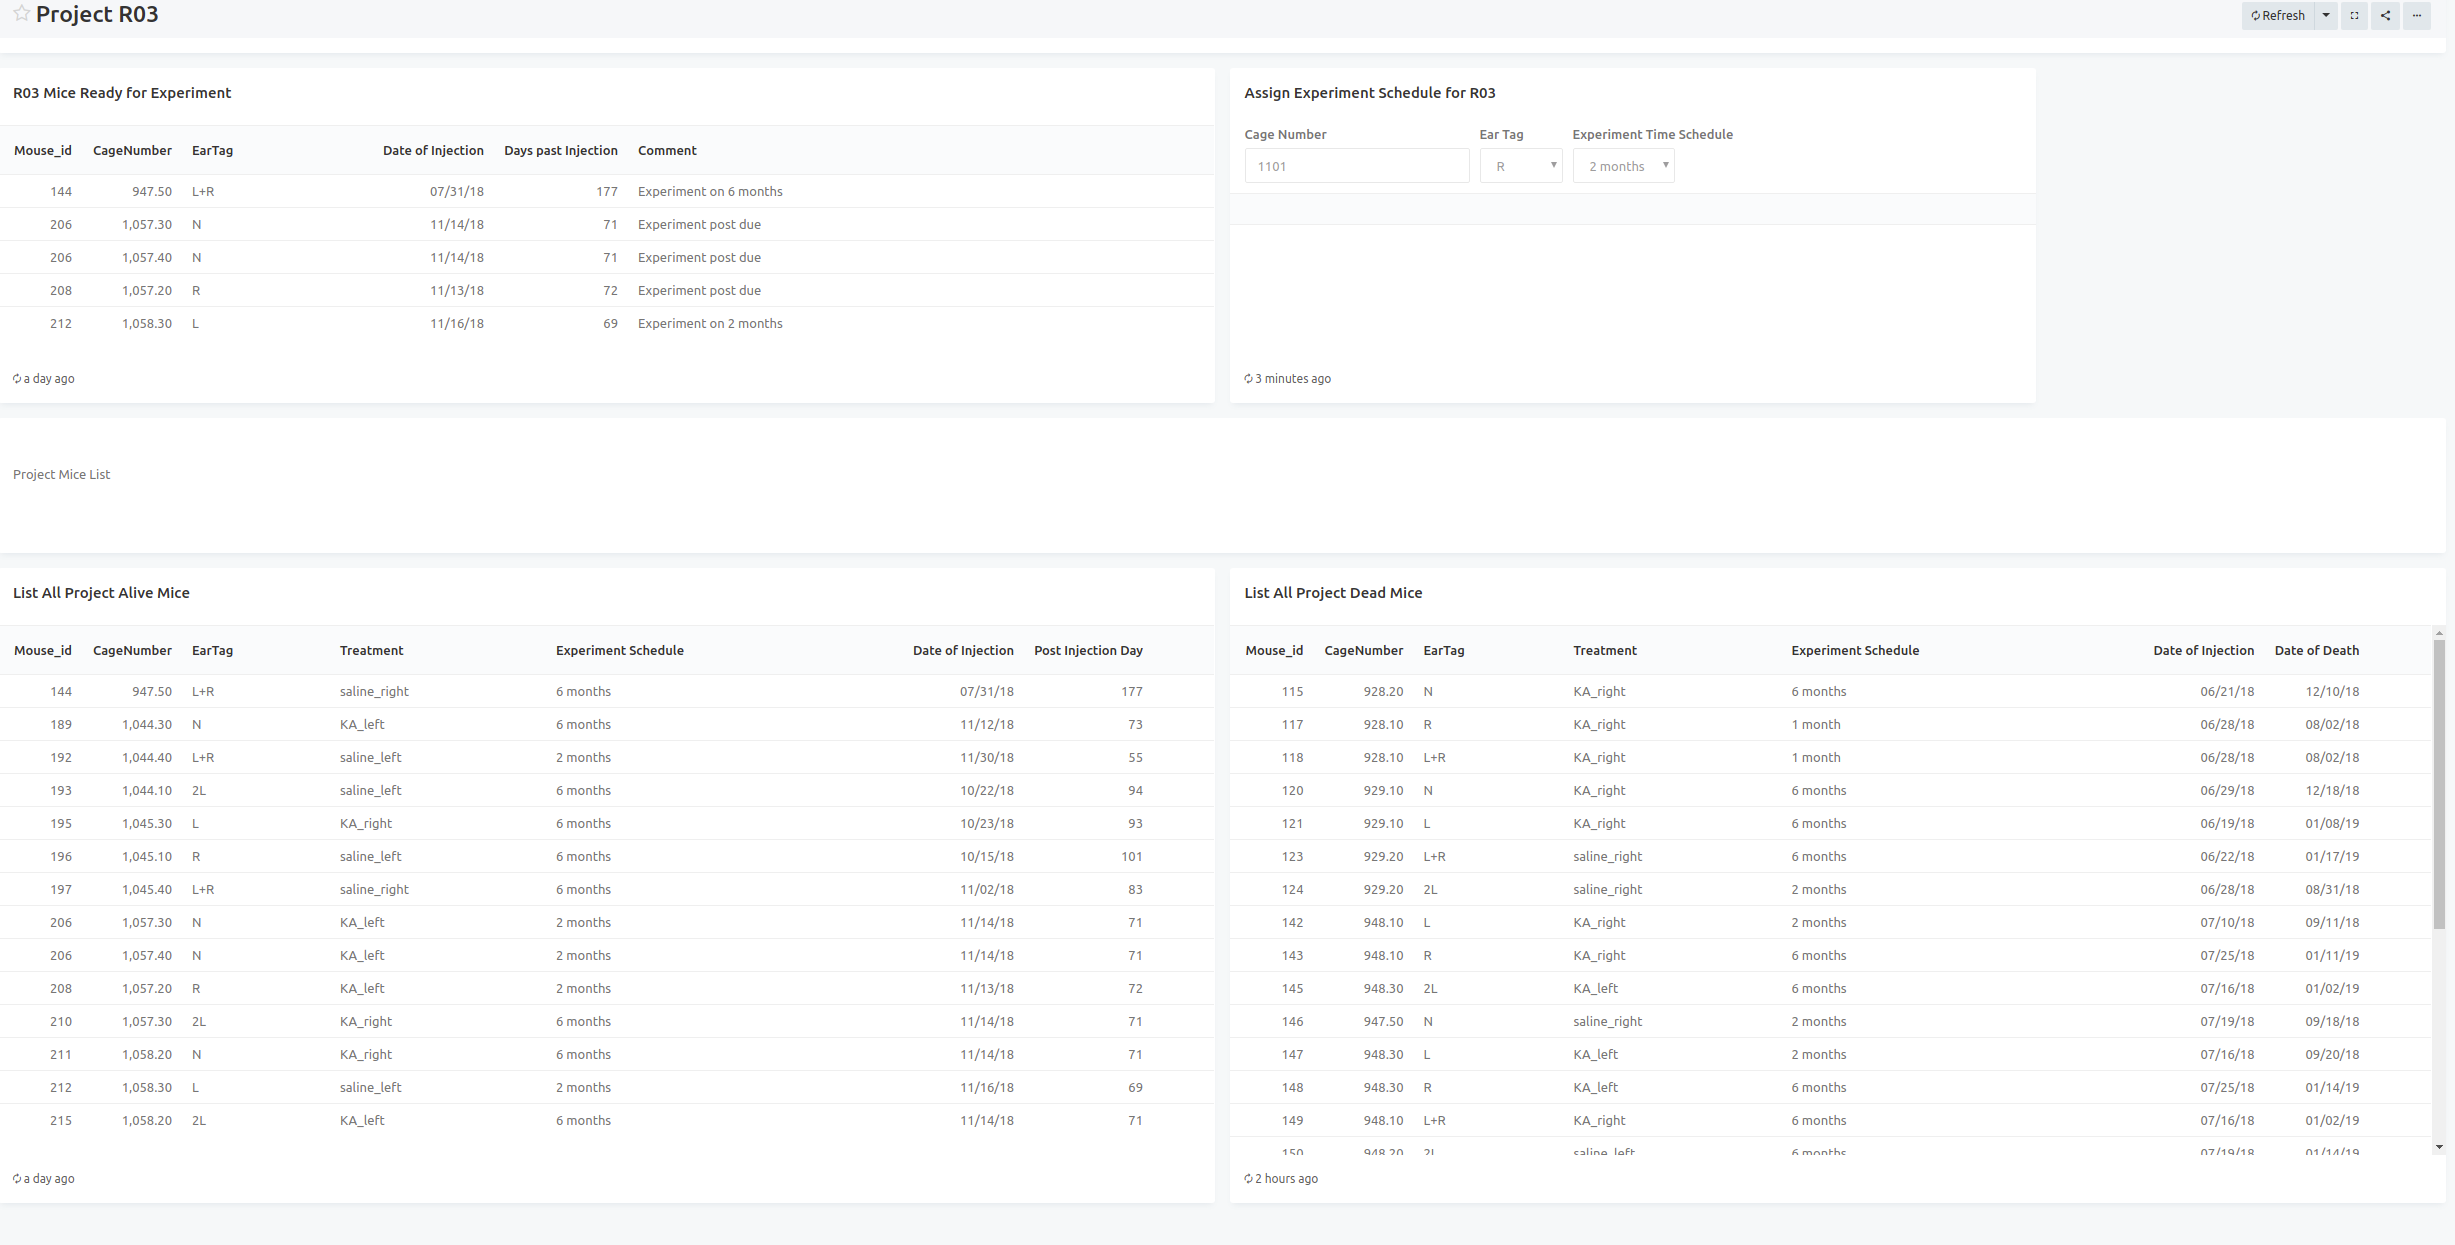 Project R03
Refresh
R03 Mice Ready for Experiment
Mouse_id CageNumber EarTag Date of Injection Days past Injection Comment
144 947.50 L+R 07/31/18 177 Experiment on 6 months
206 1,057.30 N 11/14/18 71 Experiment post due
206 1,057.40 N 11/14/18 71 Experiment post due
208 1,057.20 R 11/13/18 72 Experiment post due
212 1,058.30 L 11/16/18 69 Experiment on 2 months
a day ago
Assign Experiment Schedule for R03
Cage Number Ear Tag Experiment Time Schedule
1101 R 2 months
3 minutes ago
Project Mice List
List All Project Alive Mice
Mouse_id CageNumber EarTag Treatment Experiment Schedule Date of Injection Post Injection Day
144 947.50 L+R saline_right 6 months 07/31/18 177
189 1,044.30 N KA_left 6 months 11/12/18 73
192 1,044.40 L+R saline_left 2 months 11/30/18 55
193 1,044.10 2L saline_left 6 months 10/22/18 94
195 1,045.30 L KA_right 6 months 10/23/18 93
196 1,045.10 R saline_left 6 months 10/15/18 101
197 1,045.40 L+R saline_right 6 months 11/02/18 83
206 1,057.30 N KA_left 2 months 11/14/18 71
206 1,057.40 N KA_left 2 months 11/14/18 71
208 1,057.20 R KA_left 2 months 11/13/18 72
210 1,057.30 2L KA_right 6 months 11/14/18 71
211 1,058.20 N KA_right 6 months 11/14/18 71
212 1,058.30 L saline_left 2 months 11/16/18 69
215 1,058.20 2L KA_left 6 months 11/14/18 71
a day ago
List All Project Dead Mice
Mouse_id CageNumber EarTag Treatment Experiment Schedule Date of Injection Date of Death
115 928.20 N KA_right 6 months 06/21/18 12/10/18
117 928.10 R KA_right 1 month 06/28/18 08/02/18
118 928.10 L+R KA_right 1 month 06/28/18 08/02/18
120 929.10 N KA_right 6 months 06/29/18 12/18/18
121 929.10 L KA_right 6 months 06/19/18 01/08/19
123 929.20 L+R saline_right 6 months 06/22/18 01/17/19
124 929.20 2L saline_right 2 months 06/28/18 08/31/18
142 948.10 L KA_right 2 months 07/10/18 09/11/18
143 948.10 R KA_right 6 months 07/25/18 01/11/19
145 948.30 2L KA_left 6 months 07/16/18 01/02/19
146 947.50 N saline_right 2 months 07/19/18 09/18/18
147 948.30 L KA_left 2 months 07/16/18 09/20/18
148 948.30 R KA_left 6 months 07/25/18 01/14/19
149 948.10 L+R KA_right 6 months 07/16/18 01/02/19
150 948.20 2L saline_left 6 months 07/19/18 01/14/19
2 hours ago